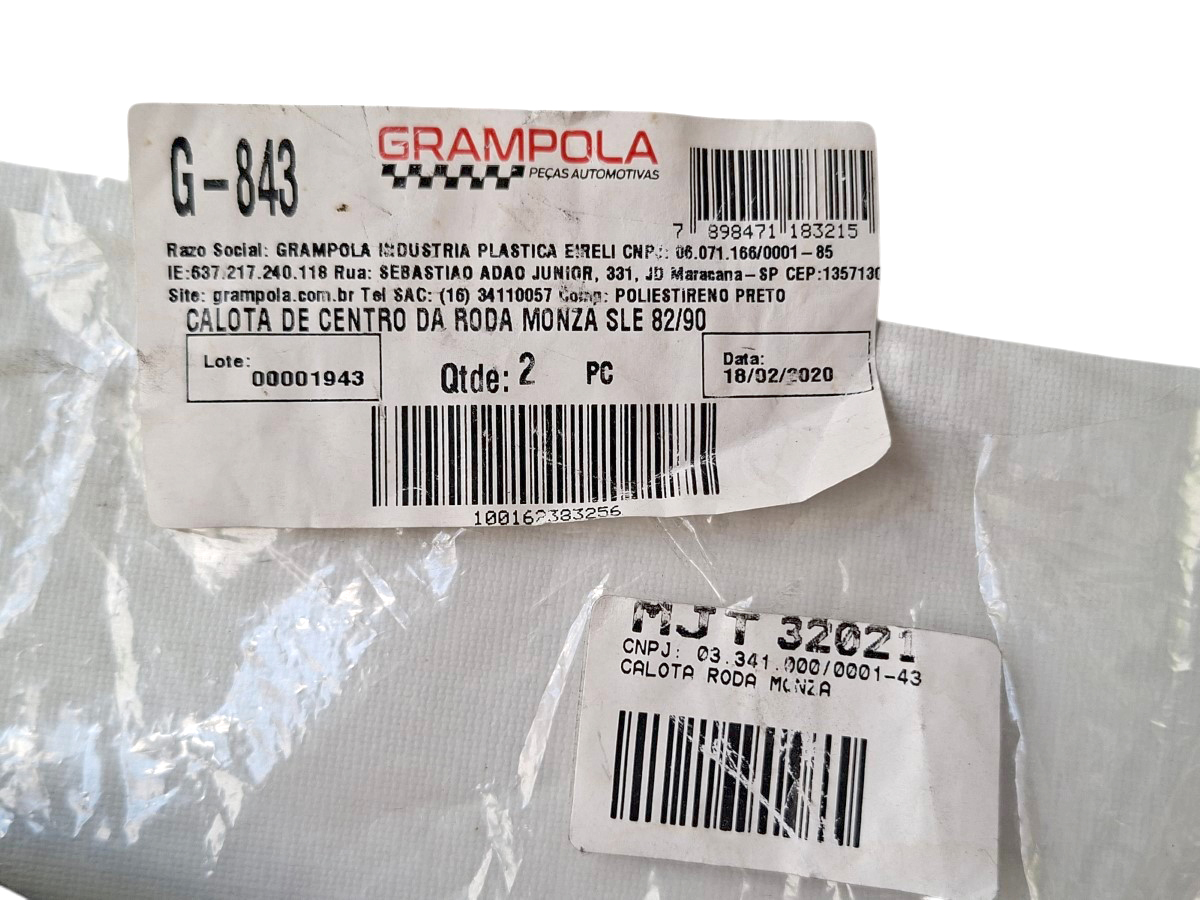 G-843
GRAMPOLA
PEÇAS AUTOMOTIVAS
7 898471 183215
Razo Social: GRAMPOLA INDUSTRIA PLASTICA EIRELI CNPJ: 06.071.166/0001-85
IE:637.217.240.118 Rua: SEBASTIAO ADAO JUNIOR, 331, JD Maracana-SP CEP:1357130
Site: grampola.com.br Tel SAC: (16) 34110057 Comp: POLIESTIRENO PRETO
CALOTA DE CENTRO DA RODA MONZA SLE 82/90
Lote: 00001943
Qtde: 2 PC
Data: 18/02/2020
100162383256
MJT 32021
CNPJ: 03.341.000/0001-43
CALOTA RODA MONZA